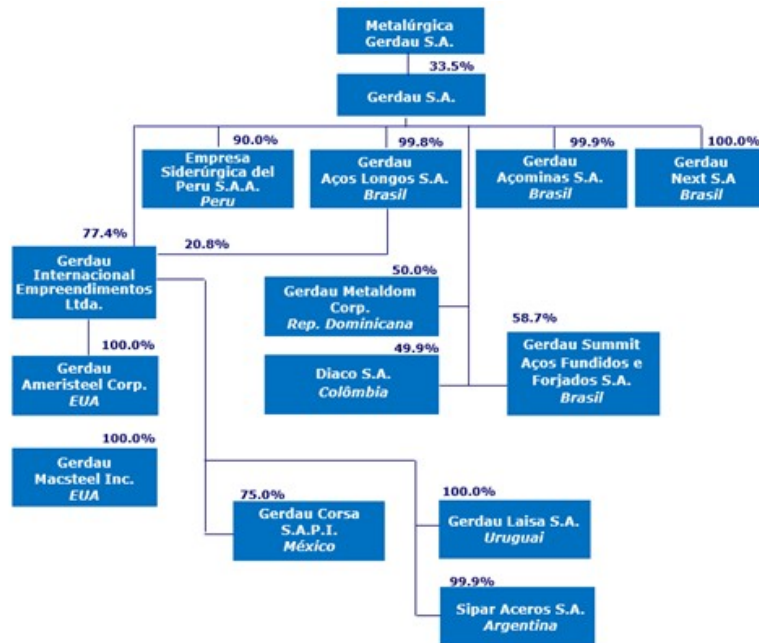 Metalúrgica
Gerdau S.A.
33.5%
Gerdau S.A.
90.0%
Empresa
Siderúrgica del
Peru S.A.A.
Peru
99.8%
Gerdau
Aços Longos S.A.
Brasil
99.9%
Gerdau
Açominas S.A.
Brasil
100.0%
Gerdau
Next S.A
Brasil
77.4%
20.8%
Gerdau
Internacional
Empreendimentos
Ltda.
50.0%
Gerdau Metaldom
Corp.
Rep. Dominicana
58.7%
Gerdau Summit
Aços Fundidos e
Forjados S.A.
Brasil
49.9%
Diaco S.A.
Colômbia
100.0%
Gerdau
Ameristeel Corp.
EUA
100.0%
Gerdau
Macsteel Inc.
EUA
75.0%
Gerdau Corsa
S.A.P.I.
México
100.0%
Gerdau Laisa S.A.
Uruguai
99.9%
Sipar Aceros S.A.
Argentina